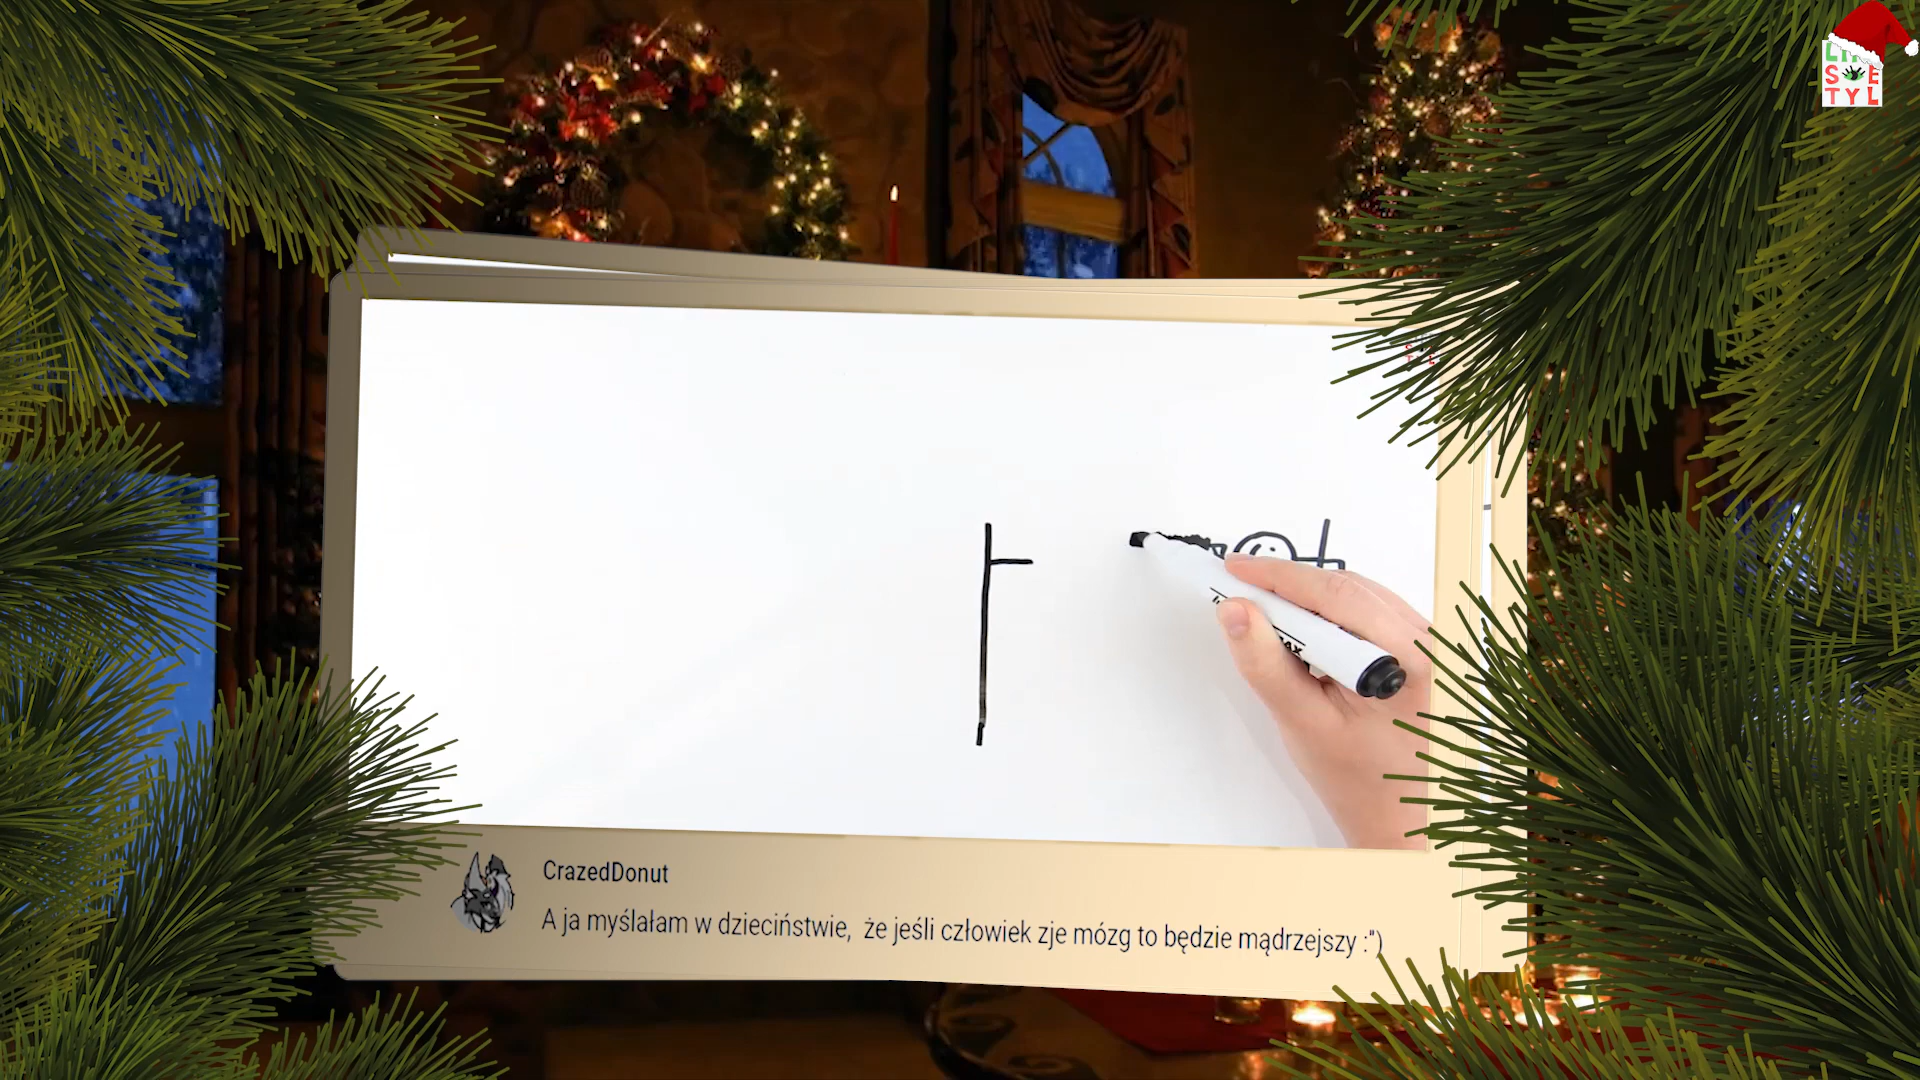 S E
T Y L
CrazedDonut
A ja myślałam w dzieciństwie, że jeśli człowiek zje mózg to będzie mądrzejszy :")